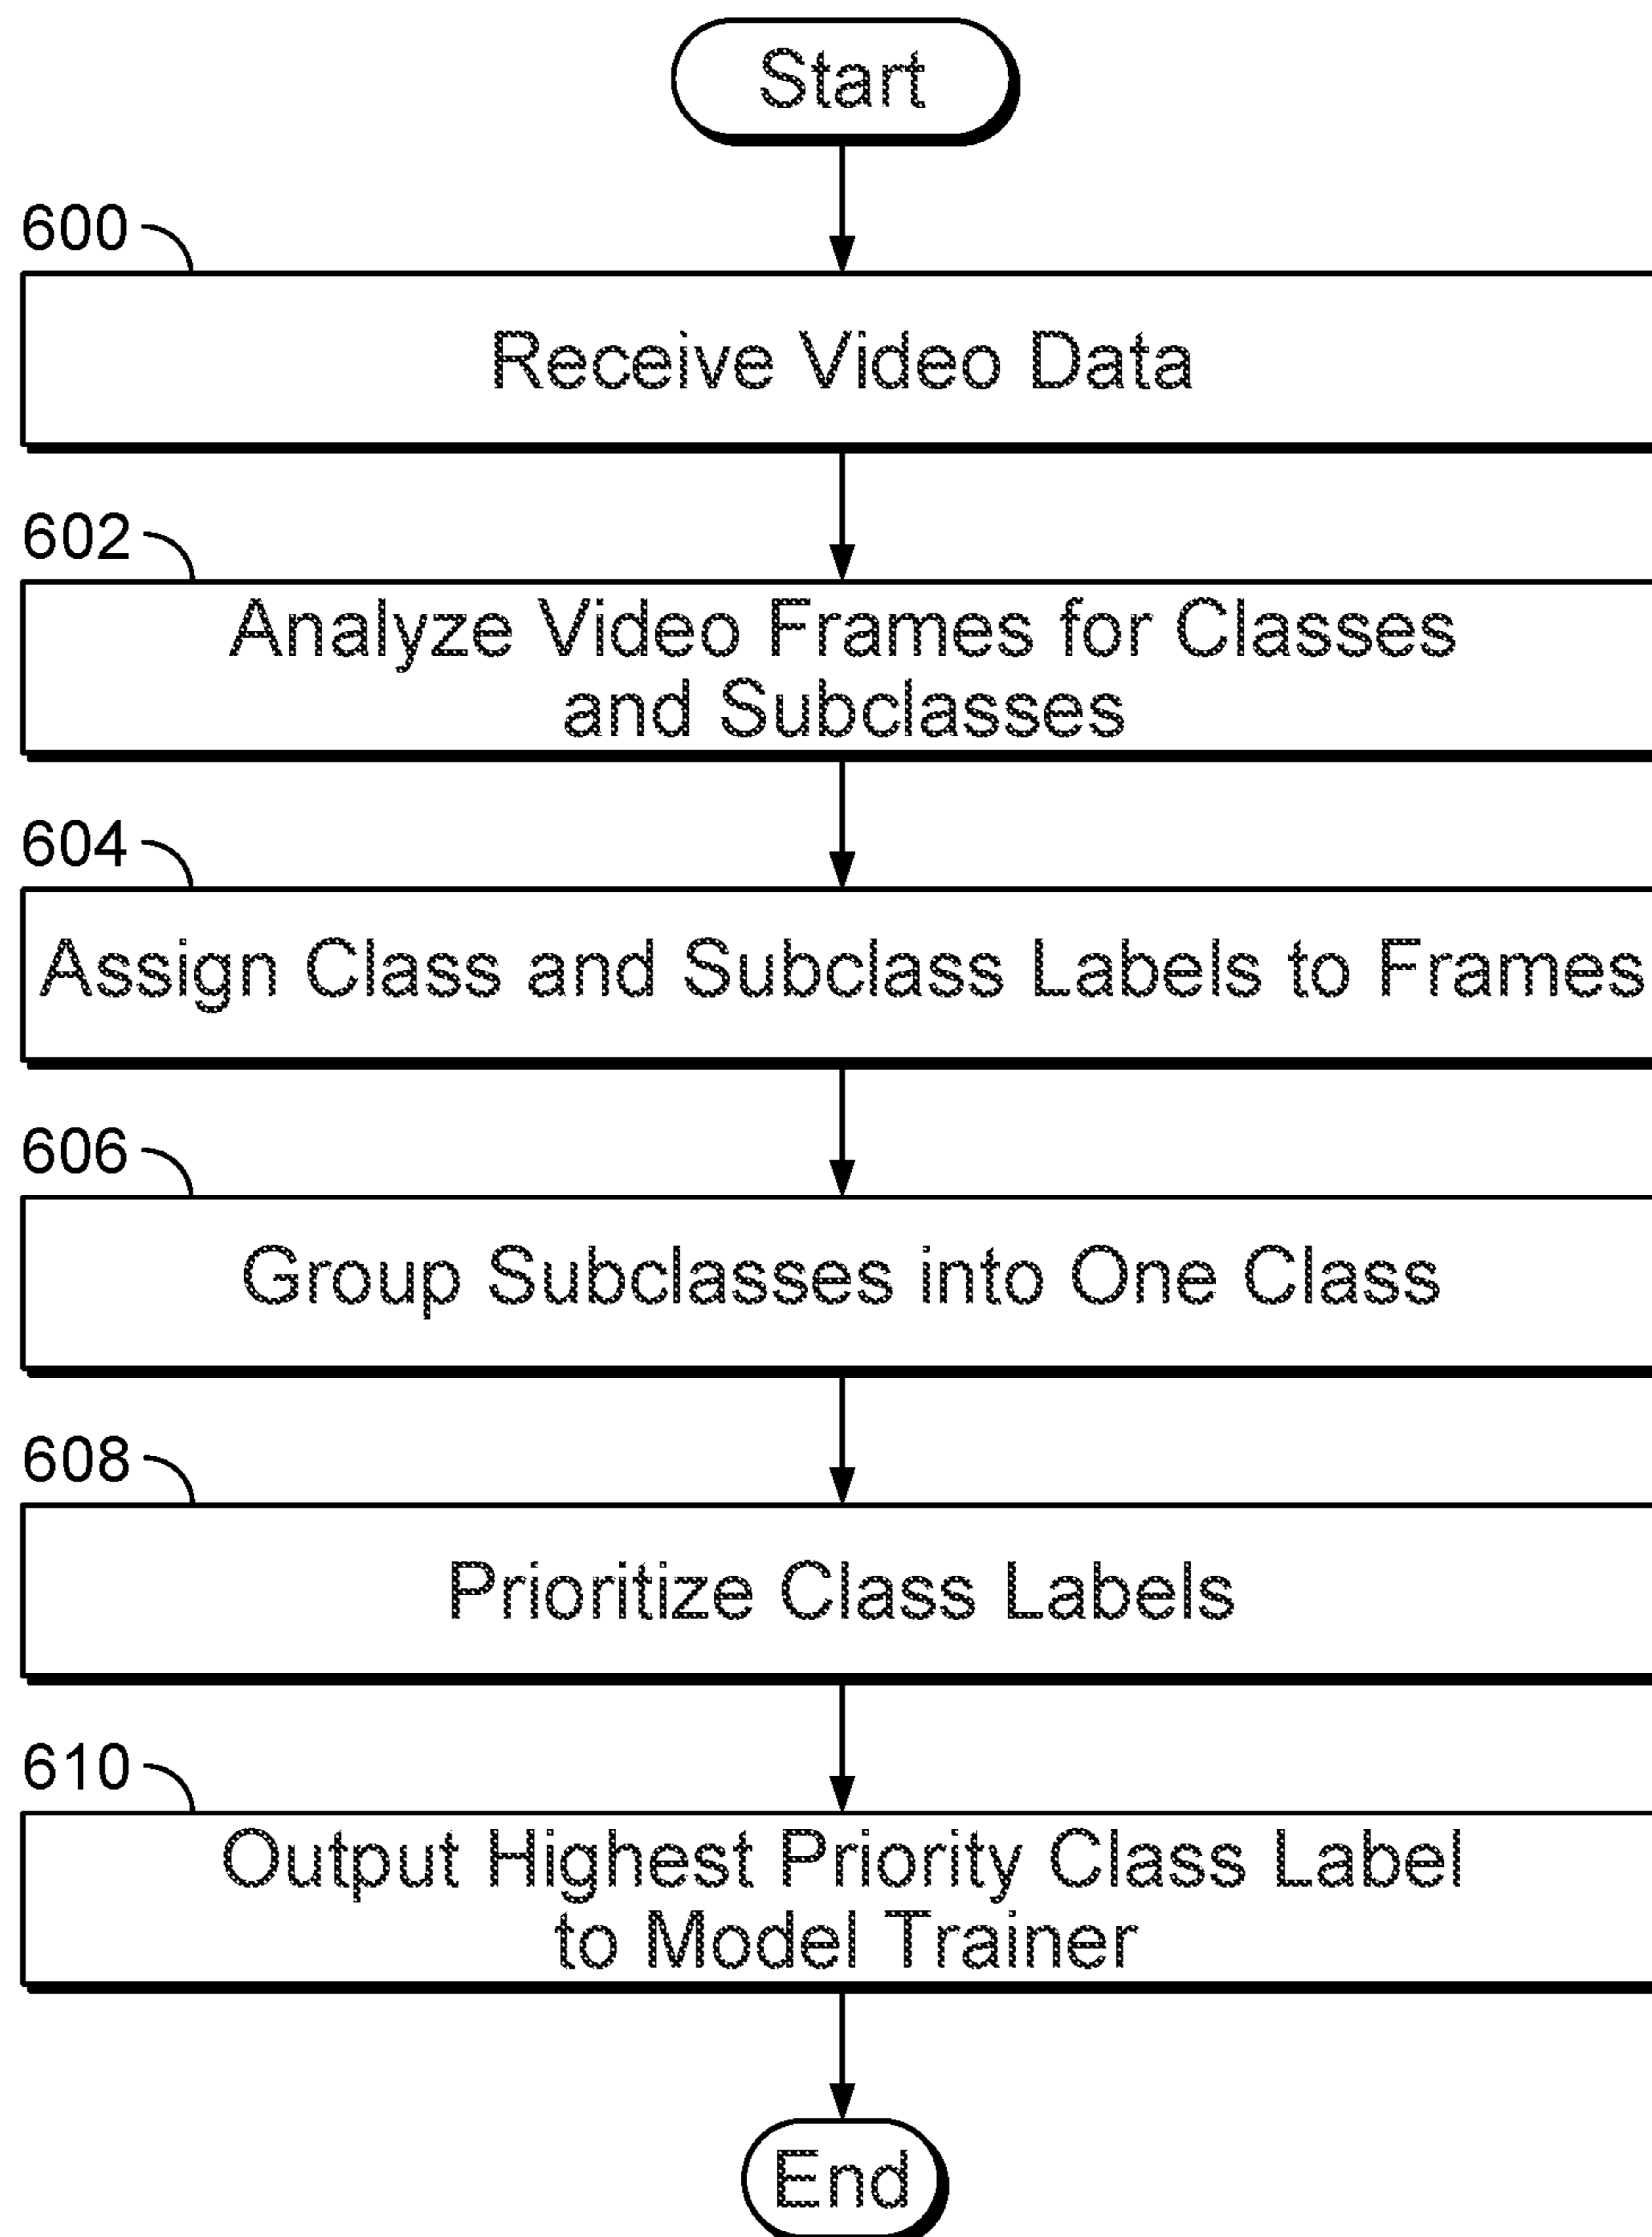 Start
600
Receive Video Data
602
Analyze Video Frames for Classes
and Subclasses
604
Assign Class and Subclass Labels to Frames
606
Group Subclasses into One Class
608
Prioritize Class Labels
610
Output Highest Priority Class Label
to Model Trainer
End